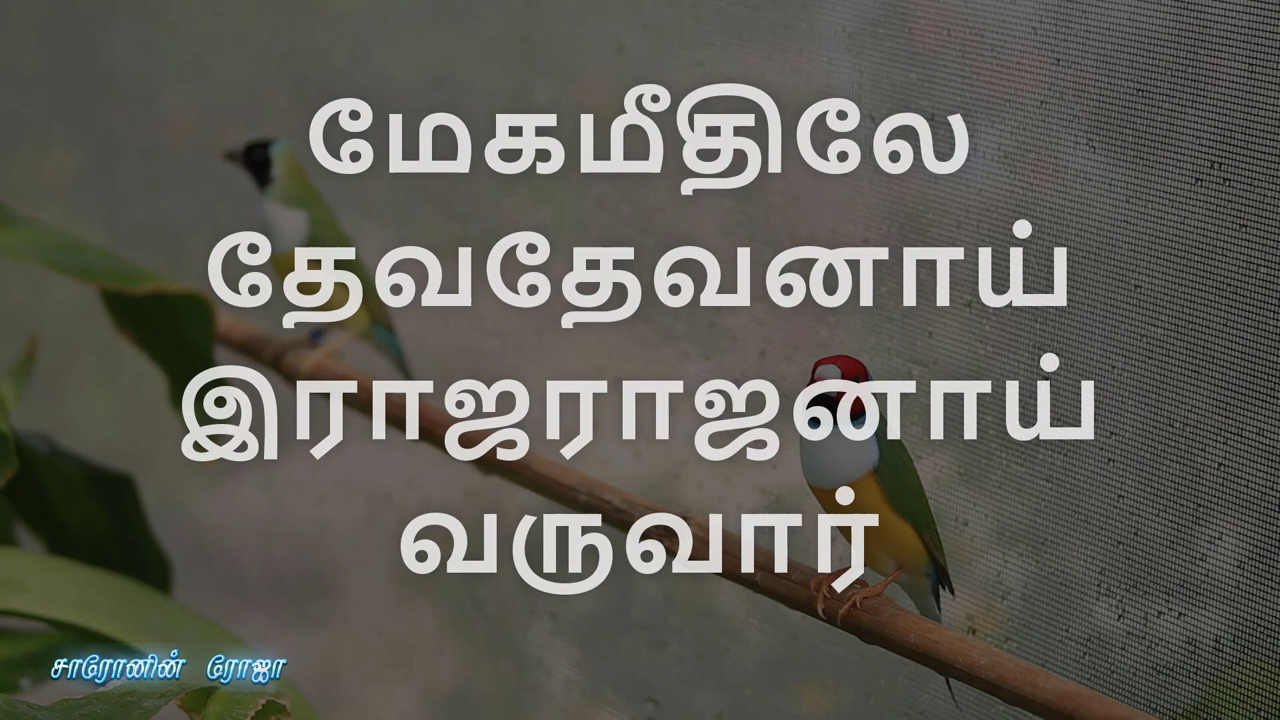 மேகமீதிலே
தேவதேவனாய்
இராஜராஜனாய்
வருவார்
சாரோனின் ரோஜா